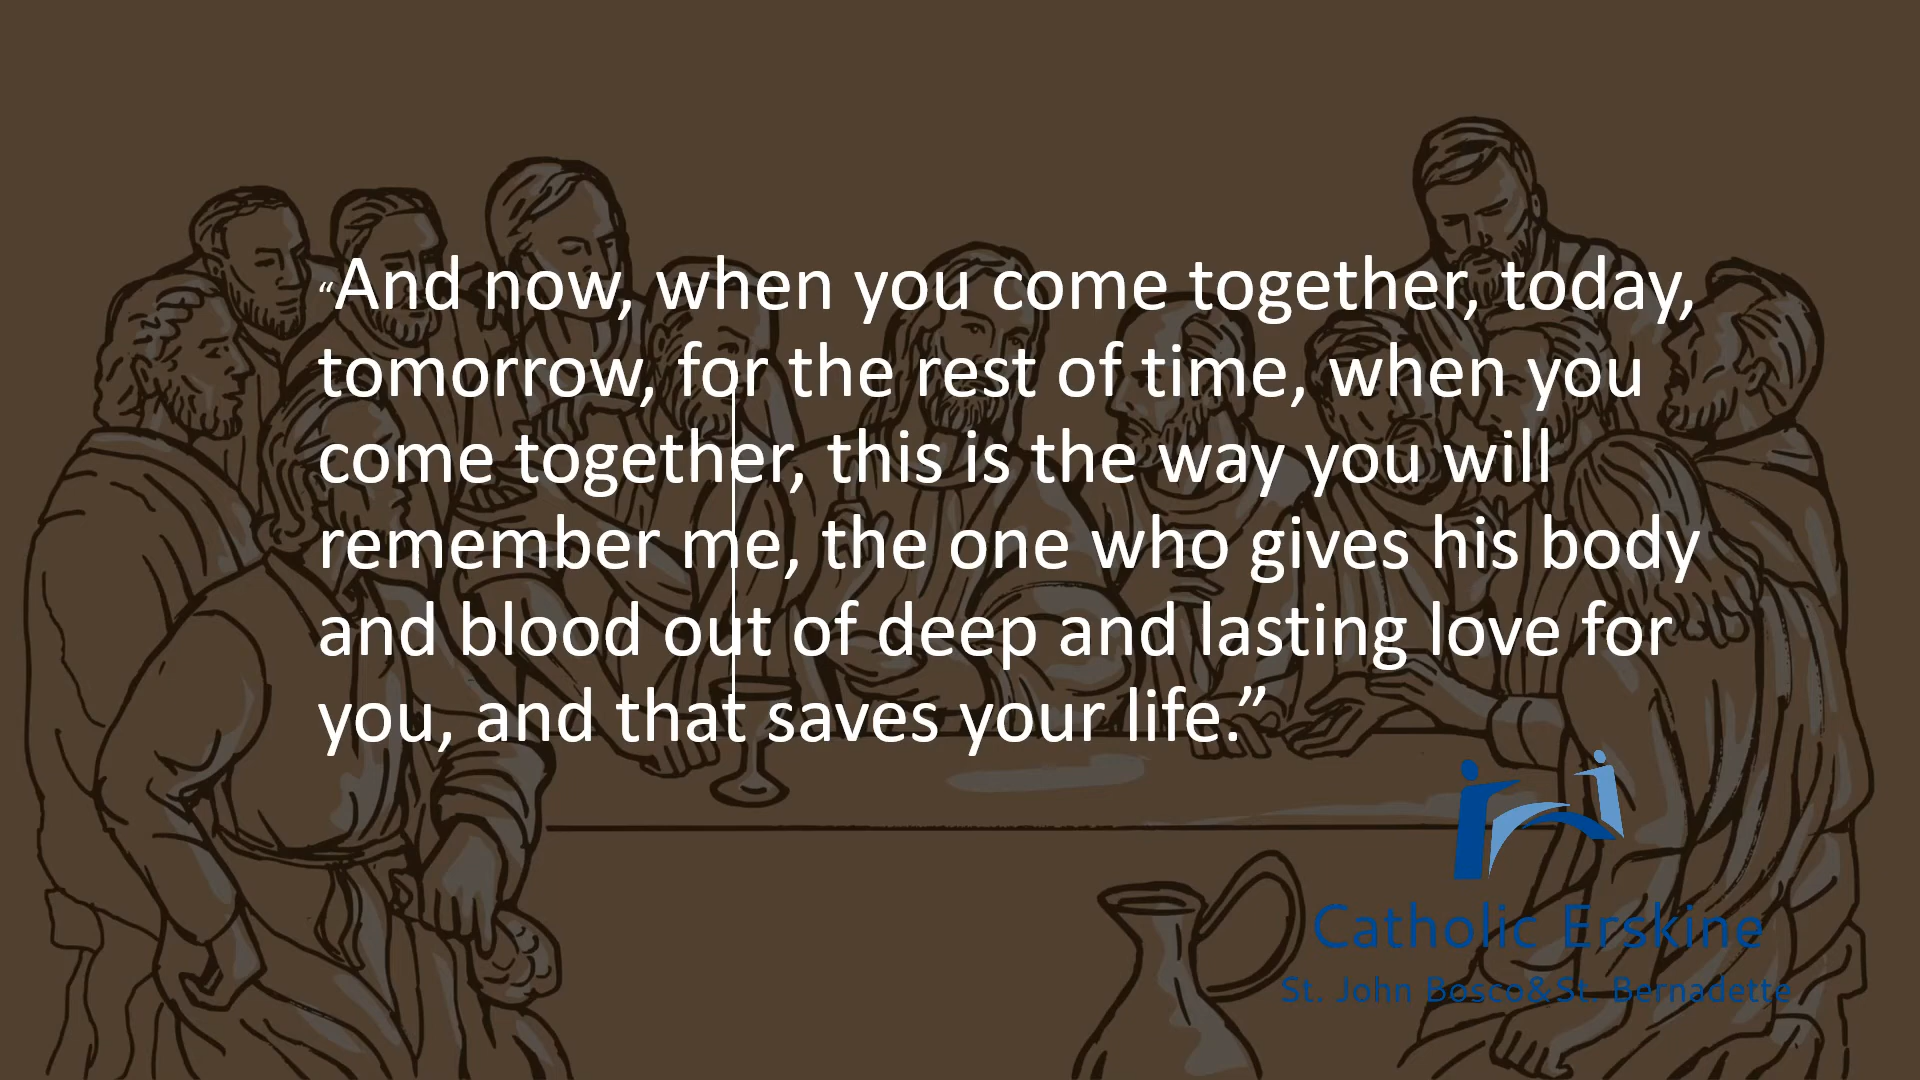 “And now, when you come together, today,
tomorrow, for the rest of time, when you
come together, this is the way you will
remember me, the one who gives his body
and blood out of deep and lasting love for
you, and that saves your life.”
Catholic Erskine
St. John Bosco&St. Bernadette